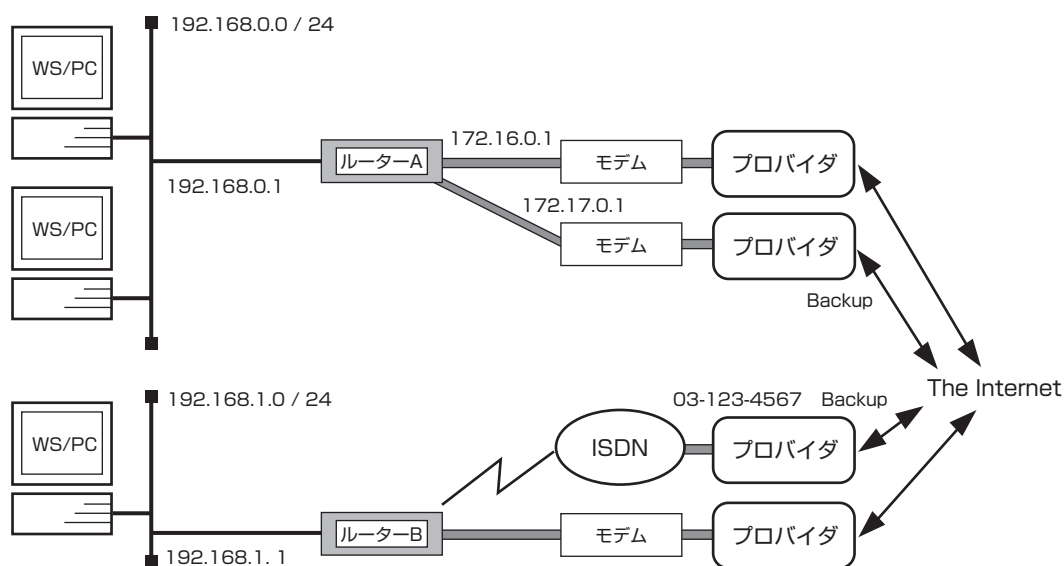 192.168.0.0 / 24
WS/PC
172.16.0.1
ルーターA
モデム
プロバイダ
192.168.0.1
172.17.0.1
WS/PC
モデム
プロバイダ
Backup
The Internet
192.168.1.0 / 24
03-123-4567 Backup
WS/PC
ISDN
プロバイダ
ルーターB
モデム
プロバイダ
192.168.1. 1